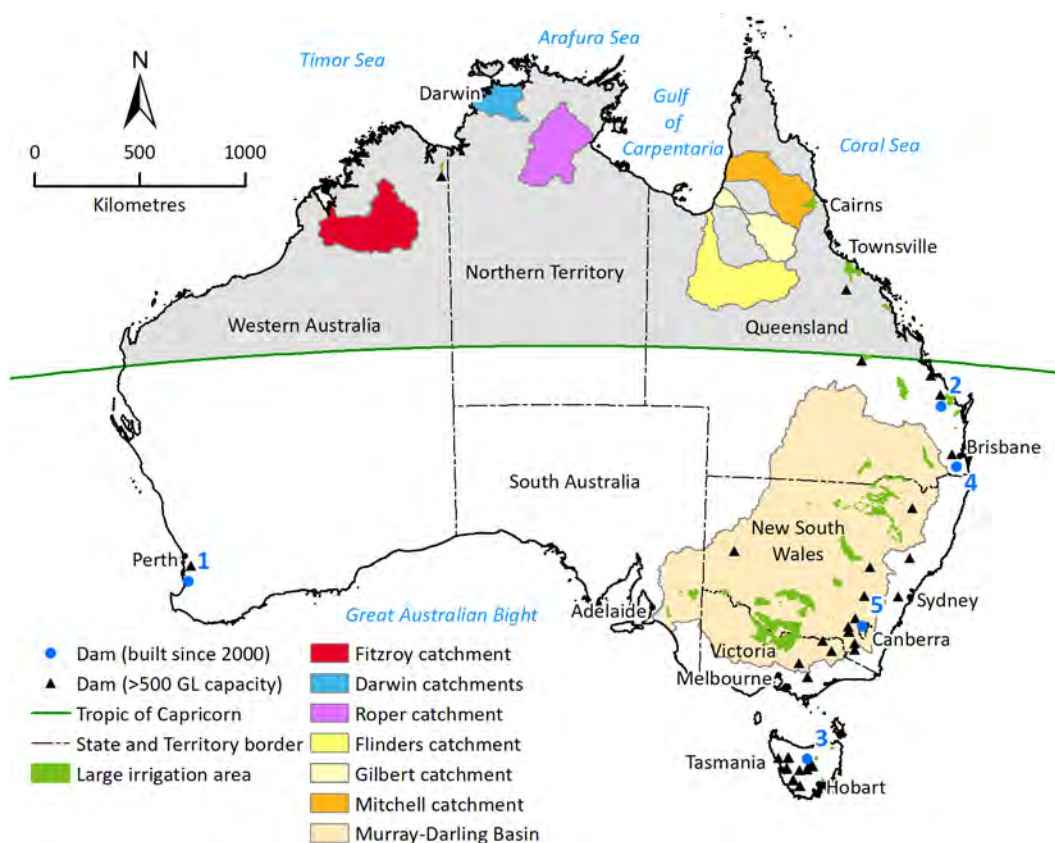 Arafura Sea
Timor Sea
N
Darwin
Gulf
of
Carpentaria
Coral Sea
0 500 1000
Kilometres
Cairns
Townsville
Northern Territory
Western Australia
Queensland
2
Brisbane
4
South Australia
New South
Wales
Perth
1
Sydney
Adelaide
Great Australian Bight
5
Canberra
Victoria
Melbourne
3
Tasmania
Hobart
Dam (built since 2000)
Dam (>500 GL capacity)
Tropic of Capricorn
State and Territory border
Large irrigation area
Fitzroy catchment
Darwin catchments
Roper catchment
Flinders catchment
Gilbert catchment
Mitchell catchment
Murray-Darling Basin